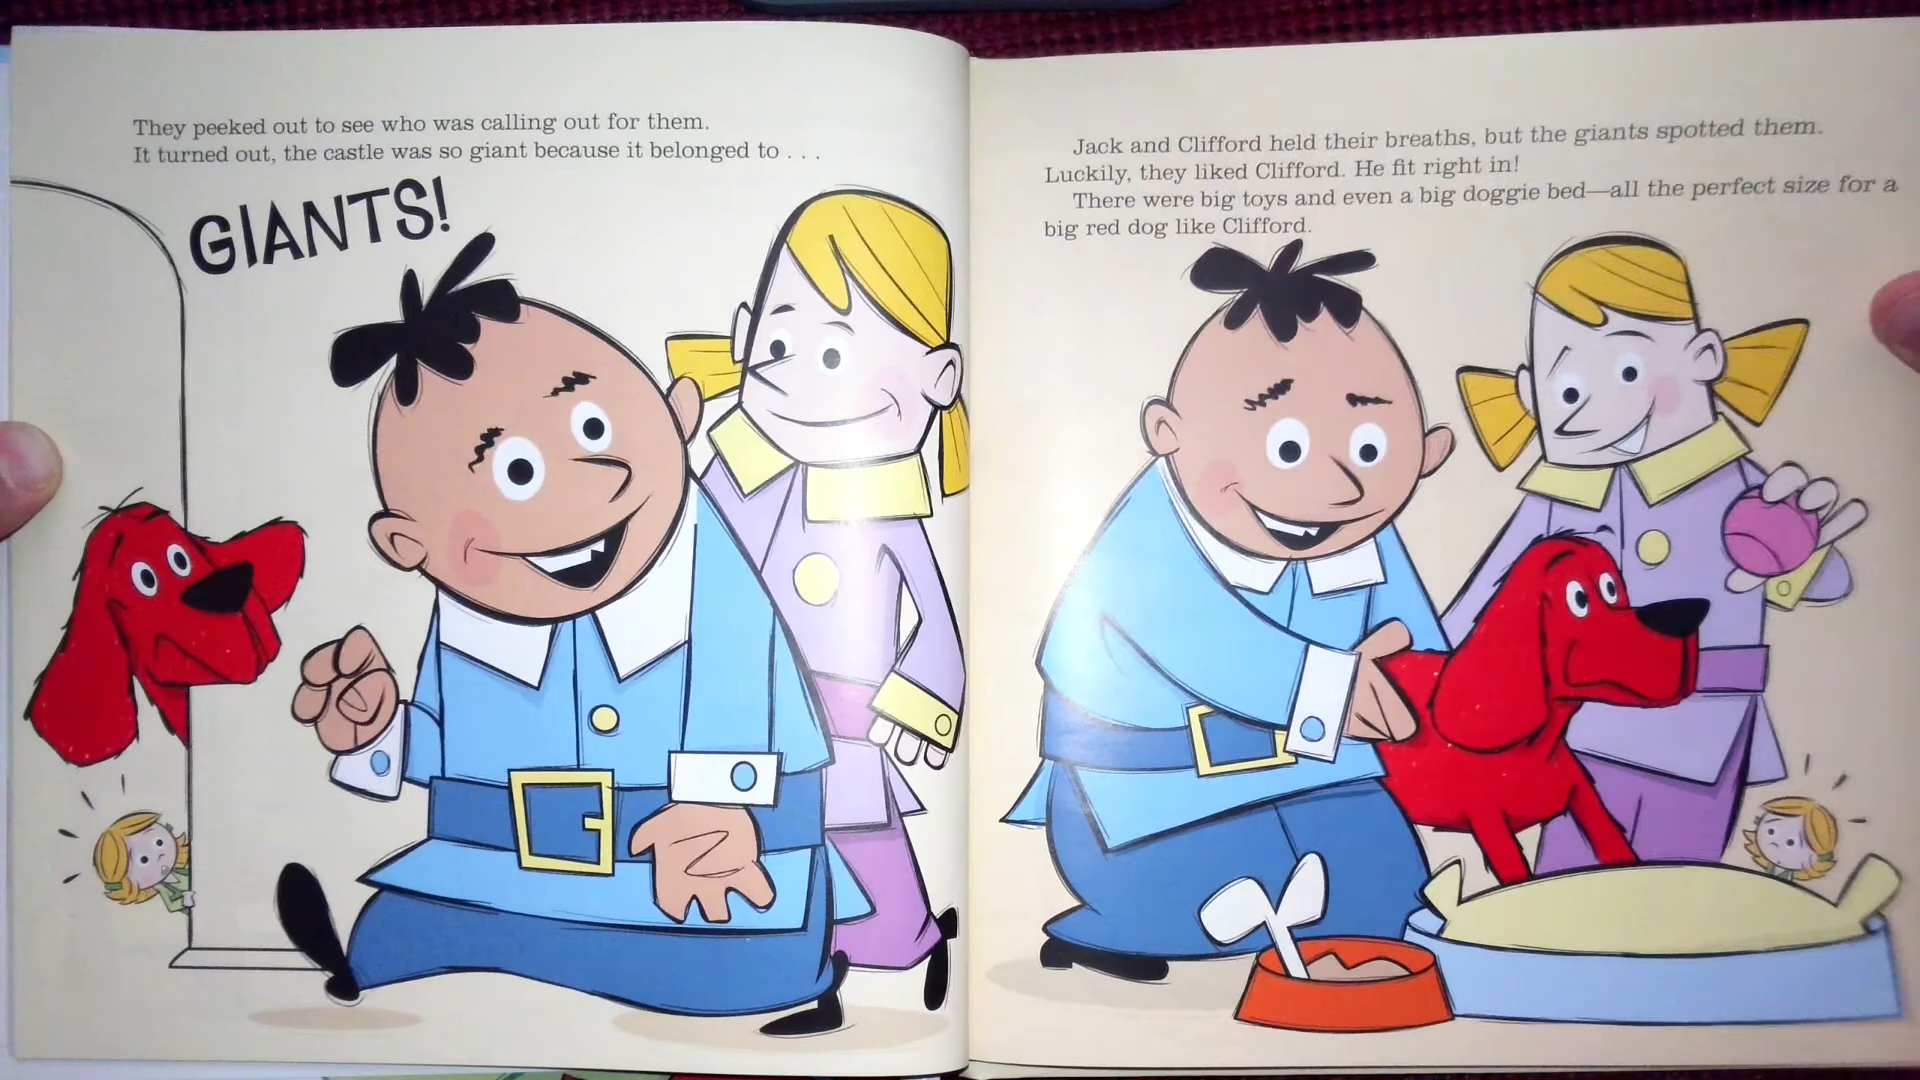 They peeked out to see who was calling out for them.
It turned out, the castle was so giant because it belonged to . . .
GIANTS!
Jack and Clifford held their breaths, but the giants spotted them.
Luckily, they liked Clifford. He fit right in!
There were big toys and even a big doggie bed—all the perfect size for a
big red dog like Clifford.